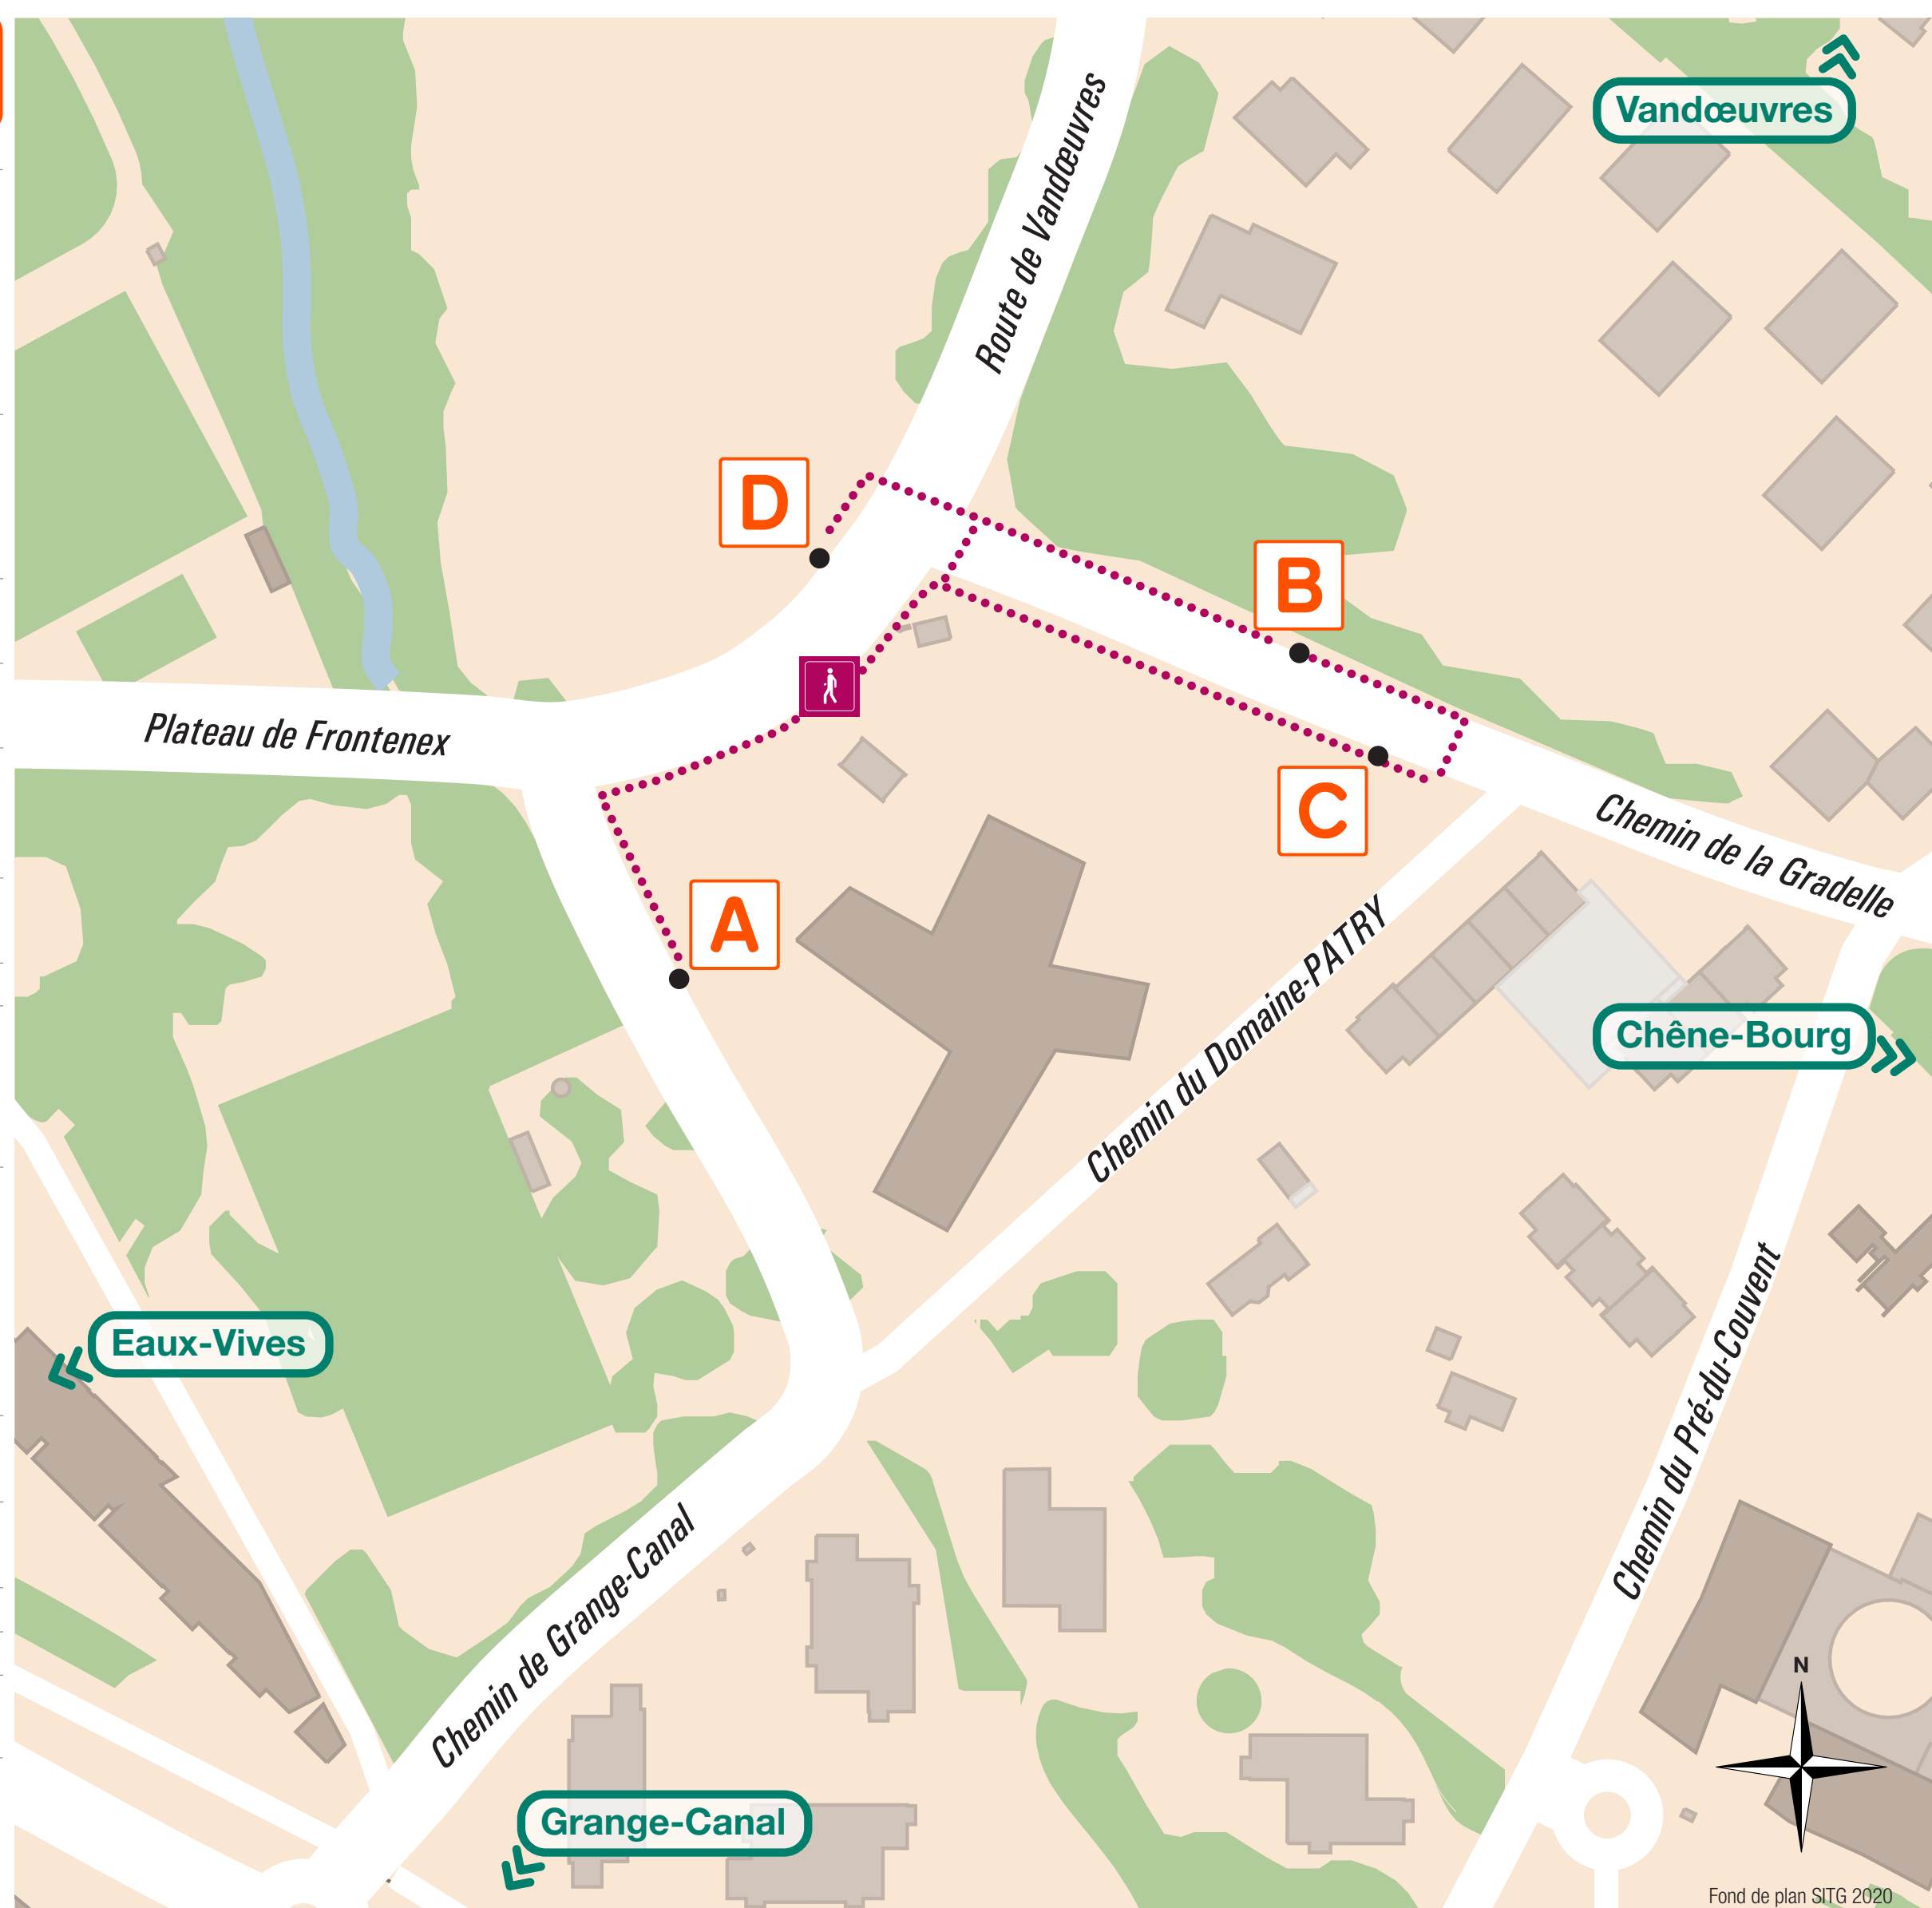 Vandœuvres
Route de Vandœuvres
D
B
Plateau de Frontenex
C
Chemin de la Gradelle
A
Chemin du Domaine-PATRY
Chêne-Bourg
Eaux-Vives
Chemin du Pré-du-Couvent
Chemin de Grange-Canal
N
Grange-Canal
Fond de plan SITG 2020